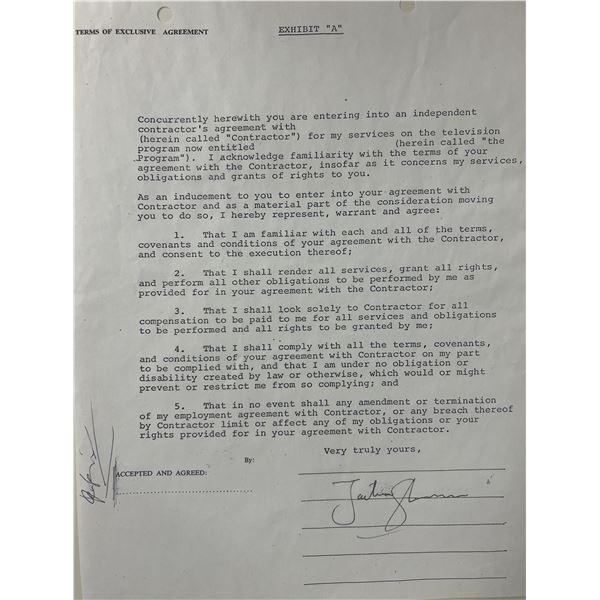 TERMS OF EXCLUSIVE AGREEMENT
EXHIBIT "A"
Concurrently herewith you are entering into an independent
contractor's agreement with
(herein called "Contractor") for my services on the television
program now entitled (herein called "the
Program"). I acknowledge familiarity with the terms of your
agreement with the Contractor, insofar as it concerns my services,
obligations and grants of rights to you.
As an inducement to you to enter into your agreement with
Contractor and as a material part of the consideration moving
you to do so, I hereby represent, warrant and agree:
1. That I am familiar with each and all of the terms,
covenants and conditions of your agreement with the Contractor,
and consent to the execution thereof;
2. That I shall render all services, grant all rights,
and perform all other obligations to be performed by me as
provided for in your agreement with the Contractor;
3. That I shall look solely to Contractor for all
compensation to be paid to me for all services and obligations
to be performed and all rights to be granted by me;
4. That I shall comply with all the terms, covenants,
and conditions of your agreement with Contractor on my part
to be complied with, and that I am under no obligation or
disability created by law or otherwise, which would or might
prevent or restrict me from so complying; and
5. That in no event shall any amendment or termination
of my employment agreement with Contractor, or any breach thereof
by Contractor limit or affect any of my obligations or your
rights provided for in your agreement with Contractor.
Very truly yours,
By:
ACCEPTED AND AGREED: